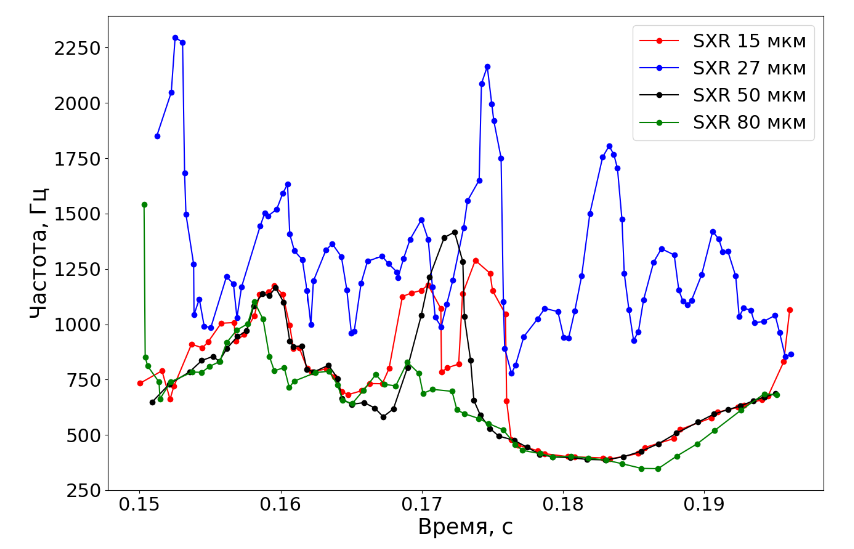 SXR 15 мкм
SXR 27 мкм
SXR 50 мкм
SXR 80 мкм
Частота, Гц
2250
2000
1750
1500
1250
1000
750
500
250
0.15
0.16
0.17
0.18
0.19
Время, с